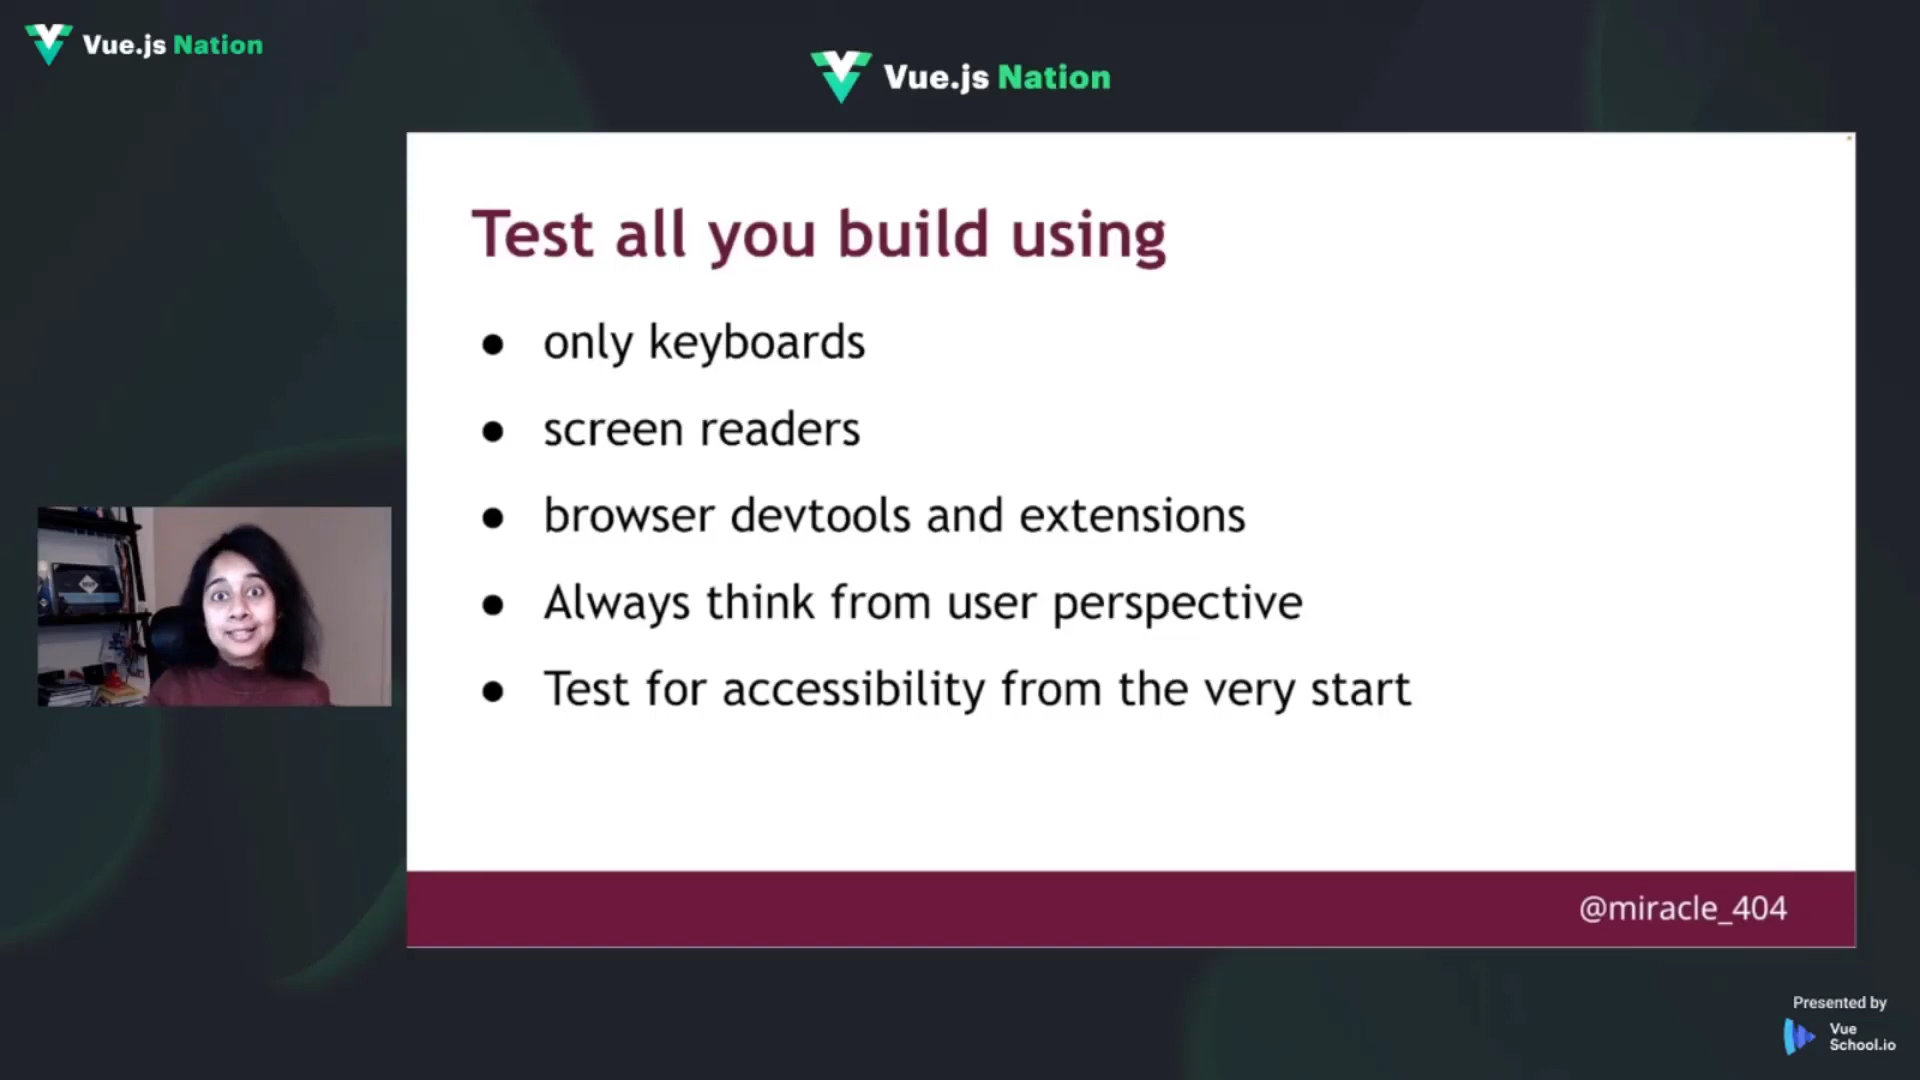 Vue.js Nation
Vue.js Nation
Test all you build using
● only keyboards
● screen readers
● browser devtools and extensions
● Always think from user perspective
● Test for accessibility from the very start
@miracle_404
Presented by
Vue
School.io